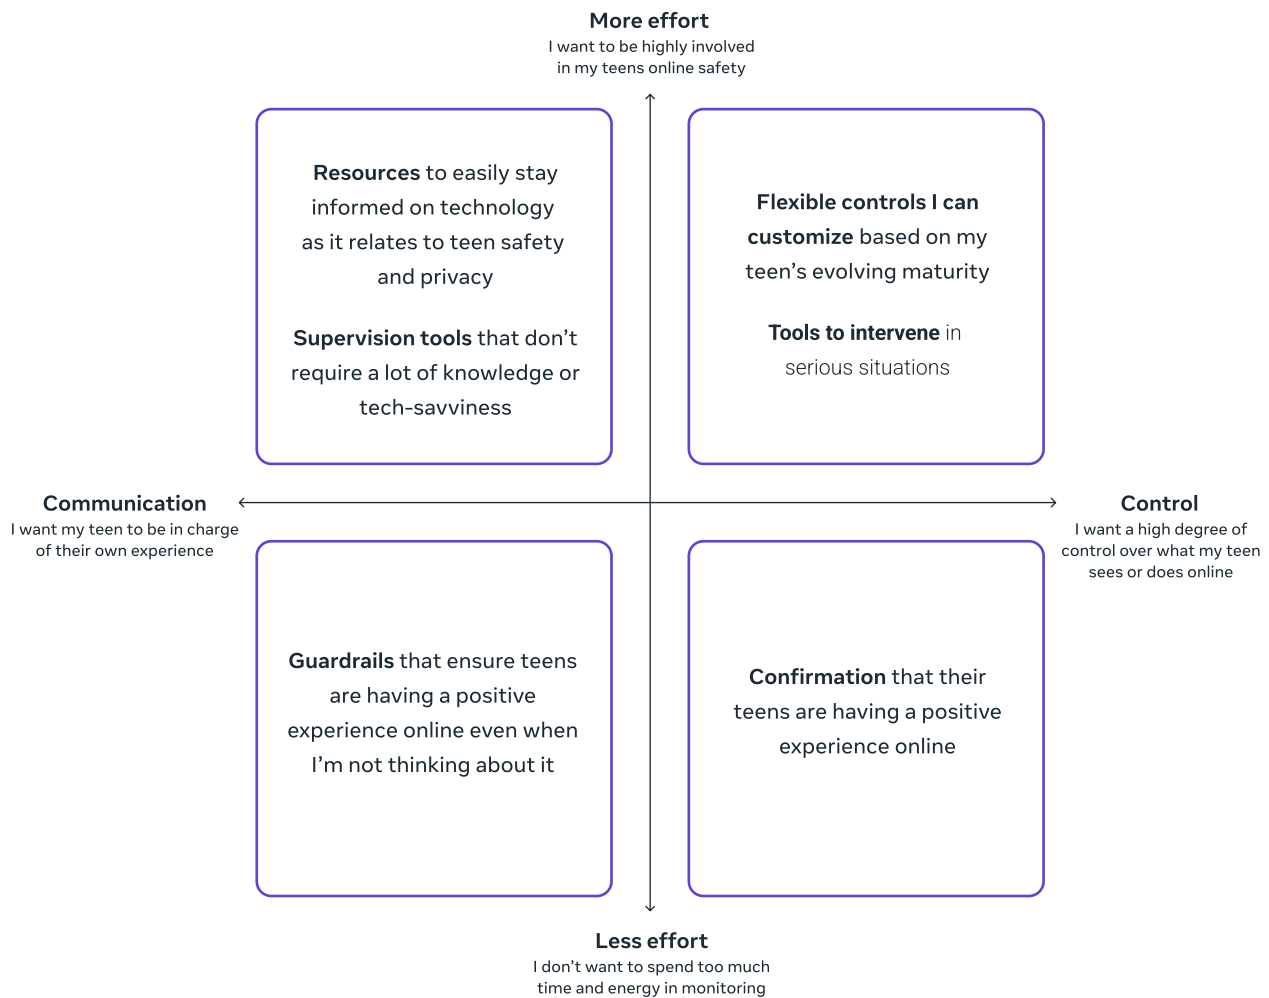 More effort
I want to be highly involved
in my teens online safety
Resources to easily stay
informed on technology
as it relates to teen safety
and privacy
Supervision tools that don’t
require a lot of knowledge or
tech-savviness
Flexible controls I can
customize based on my
teen’s evolving maturity
Tools to intervene in
serious situations
Communication
I want my teen to be in charge
of their own experience
Control
I want a high degree of
control over what my teen
sees or does online
Guardrails that ensure teens
are having a positive
experience online even when
I’m not thinking about it
Confirmation that their
teens are having a positive
experience online
Less effort
I don’t want to spend too much
time and energy in monitoring